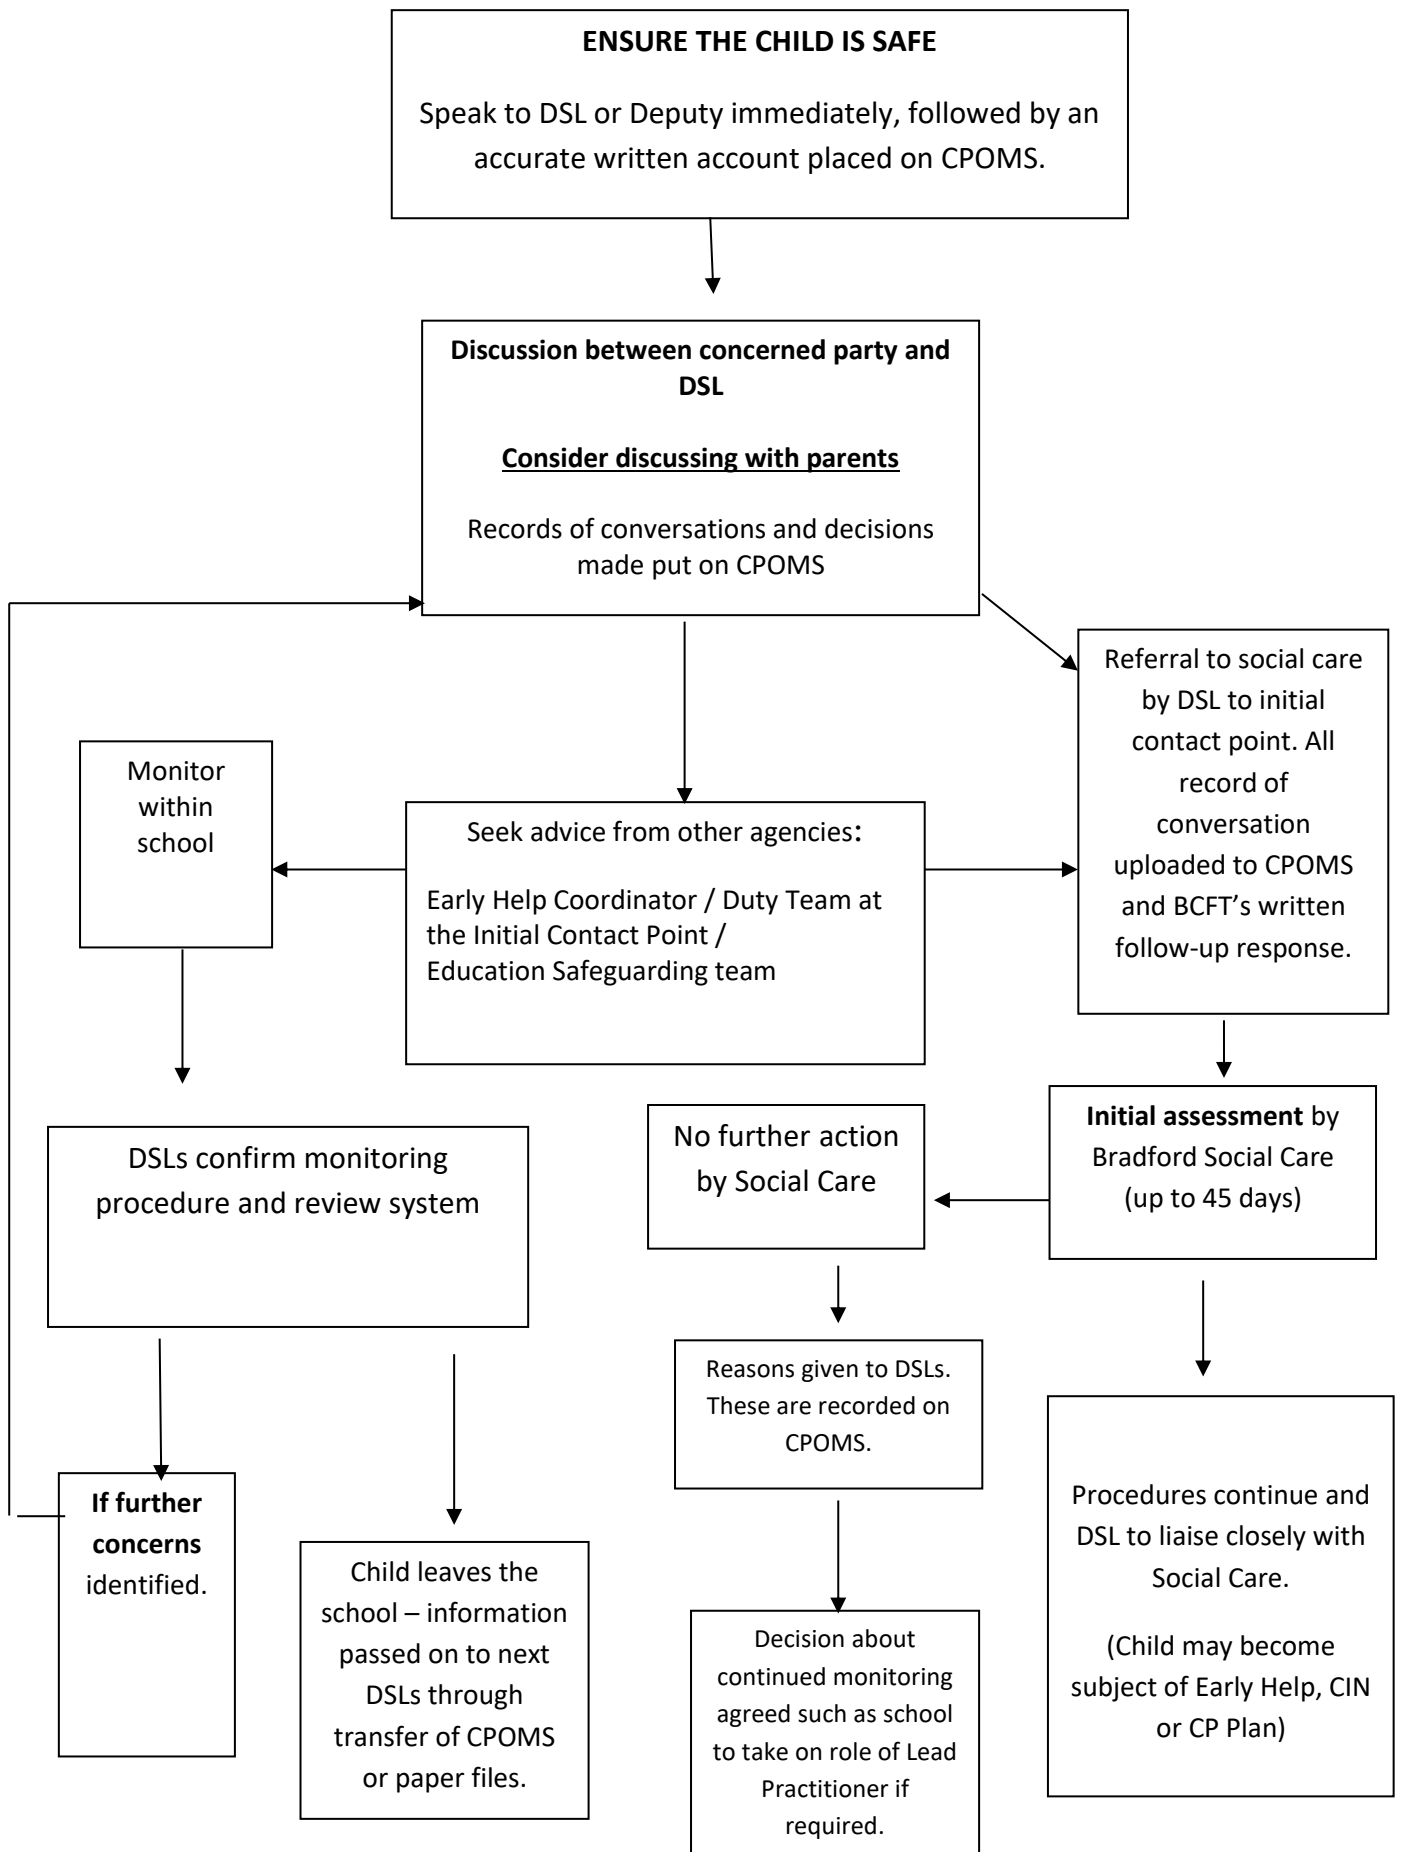 ENSURE THE CHILD IS SAFE
Speak to DSL or Deputy immediately, followed by an
accurate written account placed on CPOMS.
Discussion between concerned party and
DSL
Consider discussing with parents
Records of conversations and decisions
made put on CPOMS
Referral to social care
by DSL to initial
contact point. All
record of
conversation
uploaded to CPOMS
and BCFT’s written
follow-up response.
Monitor
within
school
Seek advice from other agencies:
Early Help Coordinator / Duty Team at
the Initial Contact Point /
Education Safeguarding team
DSLs confirm monitoring
procedure and review system
No further action
by Social Care
Initial assessment by
Bradford Social Care
(up to 45 days)
Reasons given to DSLs.
These are recorded on
CPOMS.
Procedures continue and
DSL to liaise closely with
Social Care.
(Child may become
subject of Early Help, CIN
or CP Plan)
If further
concerns
identified.
Child leaves the
school – information
passed on to next
DSLs through
transfer of CPOMS
or paper files.
Decision about
continued monitoring
agreed such as school
to take on role of Lead
Practitioner if
required.